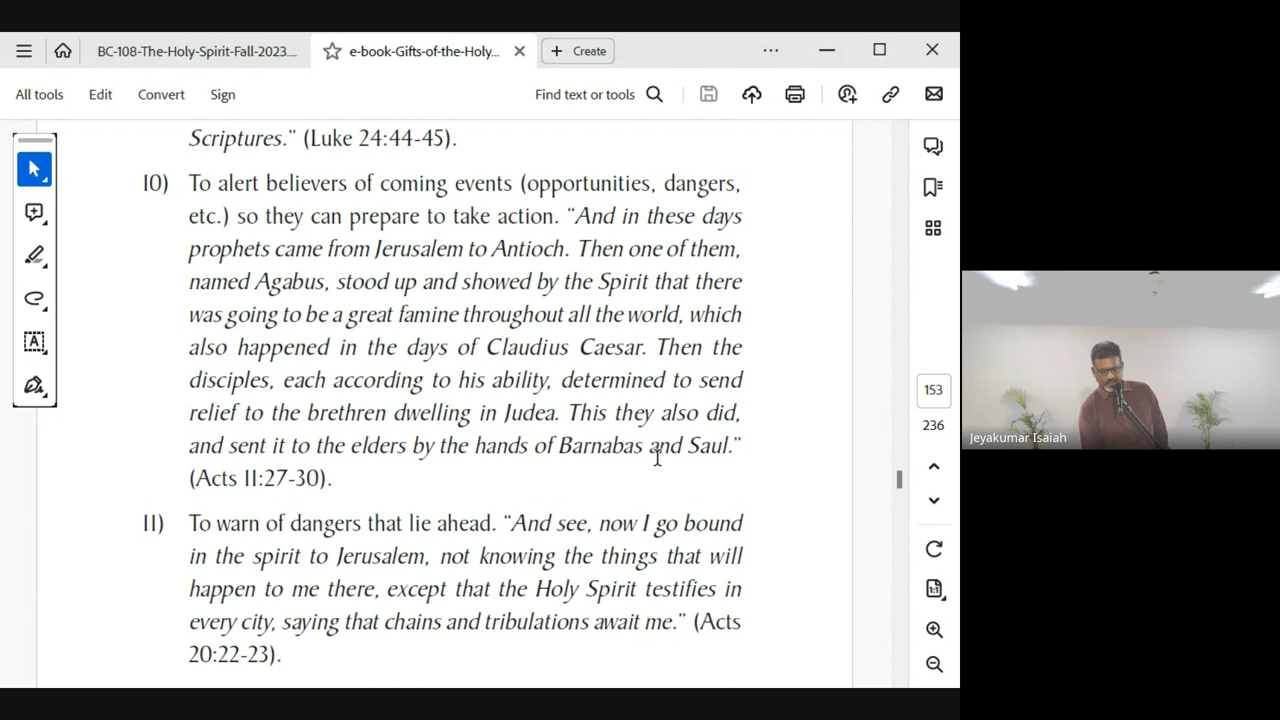 BC-108-The-Holy-Spirit-Fall-2023....
e-book-Gifts-of-the-Holy...
Create
All tools
Edit
Convert
Sign
Find text or tools
Scriptures." (Luke 24:44-45).
10) To alert believers of coming events (opportunities, dangers,
etc.) so they can prepare to take action. "And in these days
prophets came from Jerusalem to Antioch. Then one of them,
named Agabus, stood up and showed by the Spirit that there
was going to be a great famine throughout all the world, which
also happened in the days of Claudius Caesar. Then the
disciples, each according to his ability, determined to send
relief to the brethren dwelling in Judea. This they also did,
and sent it to the elders by the hands of Barnabas and Saul."
(Acts 11:27-30).
11) To warn of dangers that lie ahead. "And see, now I go bound
in the spirit to Jerusalem, not knowing the things that will
happen to me there, except that the Holy Spirit testifies in
every city, saying that chains and tribulations await me." (Acts
20:22-23).
153
236
1:1
Jeyakumar Isaiah